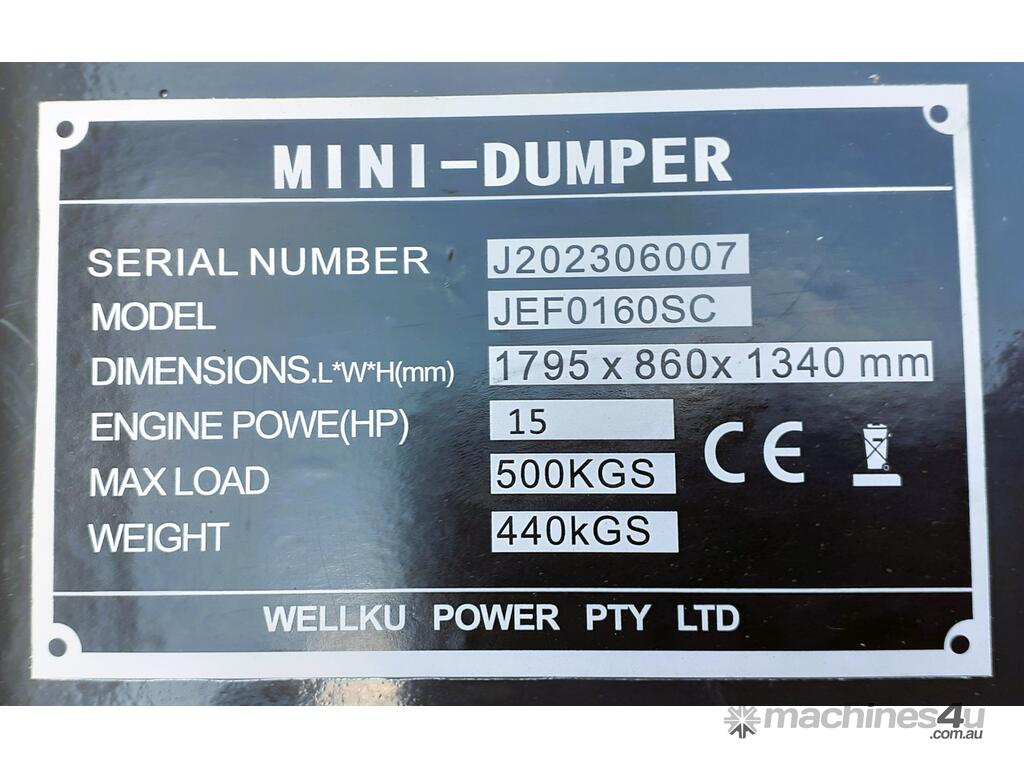 MINI-DUMPER
SERIAL NUMBER J202306007
MODEL JEF0160SC
DIMENSIONS.L*W*H(mm) 1795 x 860x 1340 mm
ENGINE POWE(HP) 15
MAX LOAD 500KGS
WEIGHT 440kGS
CE
WELLKU POWER PTY LTD
machines4u
.com.au